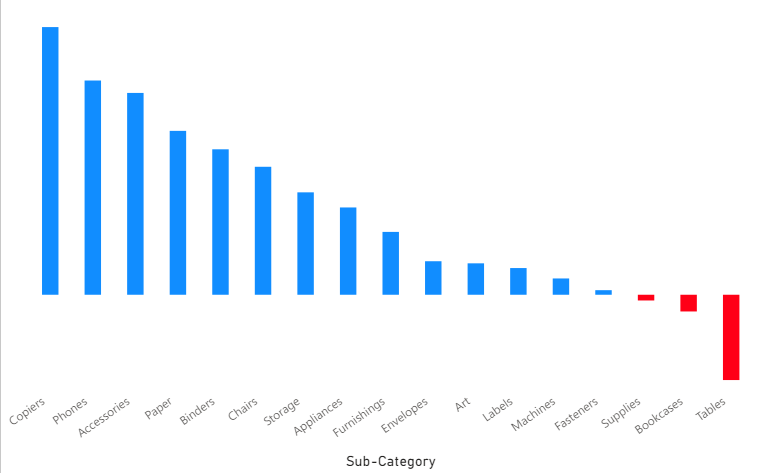 Copiers
Phones
Accessories
Paper
Binders
Chairs
Storage
Appliances
Furnishings
Envelopes
Art
Labels
Machines
Fasteners
Supplies
Bookcases
Tables
Sub-Category